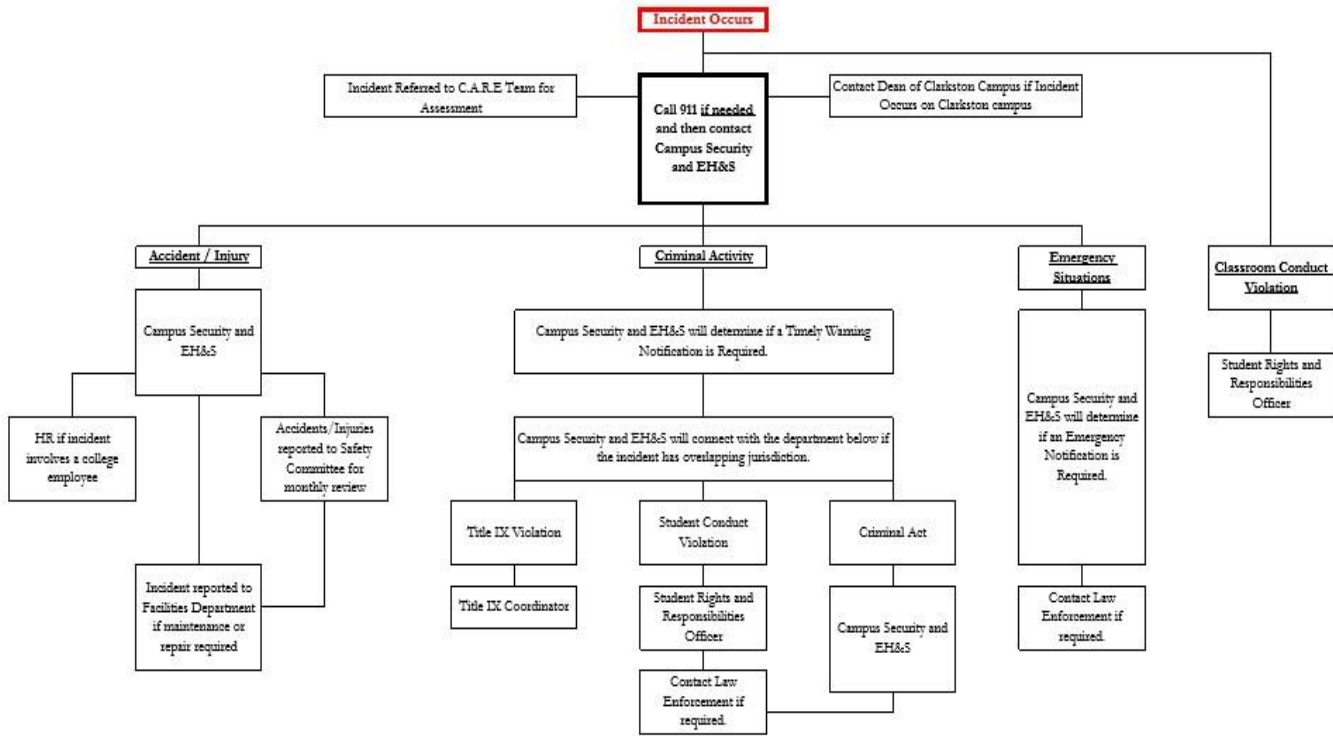 Incident Occurs
Incident Referred to C.A.R.E Team for
Assessment
Call 911 if needed
and then contact
Campus Security
and EH&S
Contact Dean of Clarkston Campus if Incident
Occurs on Clarkston campus
Accident / Injury
Criminal Activity
Emergency
Situations
Classroom Conduct
Violation
Campus Security and
EH&S
Campus Security and EH&S will determine if a Timely Warning
Notification is Required.
Campus Security and
EH&S will determine
if an Emergency
Notification is
Required.
Student Rights and
Responsibilities
Officer
HR if incident
involves a college
employee
Accidents/Injuries
reported to Safety
Committee for
monthly review
Campus Security and EH&S will connect with the department below if
the incident has overlapping jurisdiction.
Title IX Violation
Student Conduct
Violation
Criminal Act
Incident reported to
Facilities Department
if maintenance or
repair required
Title IX Coordinator
Student Rights and
Responsibilities
Officer
Campus Security and
EH&S
Contact Law
Enforcement if
required.
Contact Law
Enforcement if
required.